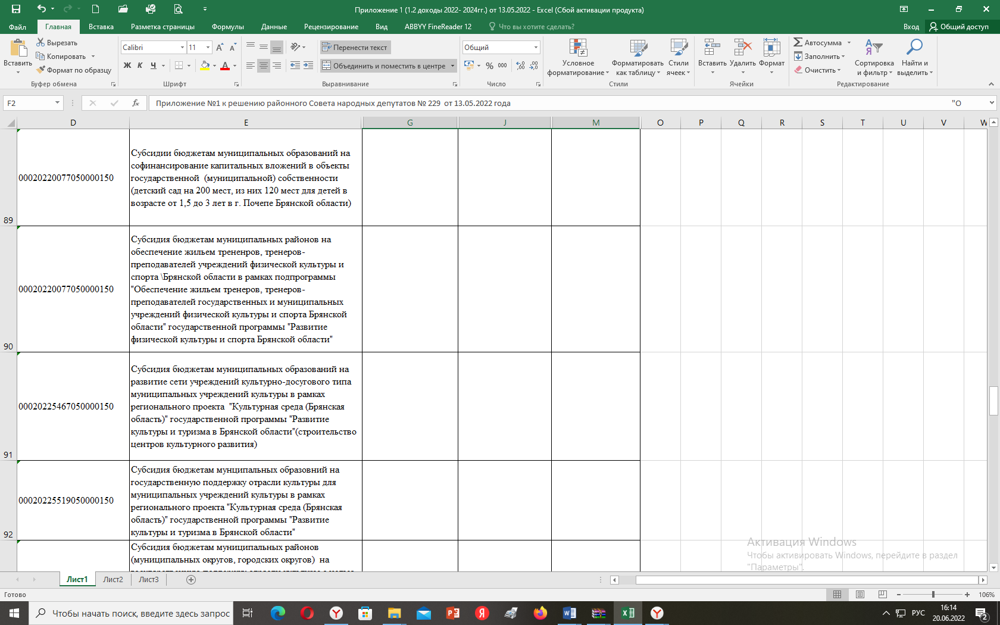 Приложение 1 (1.2 доходы 2022- 2024гг.) от 13.05.2022 - Excel (Сбой активации продукта)
Файл Главная Вставка Разметка страницы Формулы Данные Рецензирование Вид ABBYY FineReader 12 Что вы хотите сделать? Вход Общий доступ
Вставить
Вырезать
Копировать
Формат по образцу
Буфер обмена
Calibri 11
Ж К Ч
Шрифт
Перенести текст
Объединить и поместить в центре
Выравнивание
Общий
% 000
Число
Условное форматирование
Форматировать как таблицу
Стили ячеек
Стили
Вставить Удалить Формат
Ячейки
Автосумма
Заполнить
Очистить
Сортировка и фильтр
Найти и выделить
Редактирование
F2 fx Приложение №1 к решению районного Совета народных депутатов № 229 от 13.05.2022 года "О
D E G J M O P Q R S T U V W
89
00020220077050000150
Субсидии бюджетам муниципальных образований на
софинансирование капитальных вложений в объекты
государственной (муниципальной) собственности
(детский сад на 200 мест, из них 120 мест для детей в
возрасте от 1,5 до 3 лет в г. Почепе Брянской области)
90
00020220077050000150
Субсидия бюджетам муниципальных районов на
обеспечение жильем трененров, тренеров-
преподавателей учреждений физической культуры и
спорта \Брянской области в рамках подпрограммы
"Обеспечение жильем тренеров, тренеров-
преподавателей государственных и муниципальных
учреждений физической культуры и спорта Брянской
области" государственной программы "Развитие
физической культуры и спорта Брянской области"
91
00020225467050000150
Субсидия бюджетам муниципальных образований на
развитие сети учреждений культурно-досугового типа
муниципальных учреждений культуры в рамках
регионального проекта "Культурная среда (Брянская
область)" государственной программы "Развитие
культуры и туризма в Брянской области"(строительство
центров культурного развития)
92
00020225519050000150
Субсидия бюджетам мунципальных образовний на
государственную поддержку отрасли культуры для
муниципальных учреждений культуры в рамках
регионального проекта "Культурная среда (Брянская
область)" государственной программы "Развитие
культуры и туризма в Брянской области"
Субсидия бюджетам муниципальных районов
(муниципальных округов, городских округов) на
Активация Windows
Чтобы активировать Windows, перейдите в раздел
"Параметры".
Лист1 Лист2 Лист3
Готово 106%
Чтобы начать поиск, введите здесь запрос
РУС
16:14
20.06.2022
2